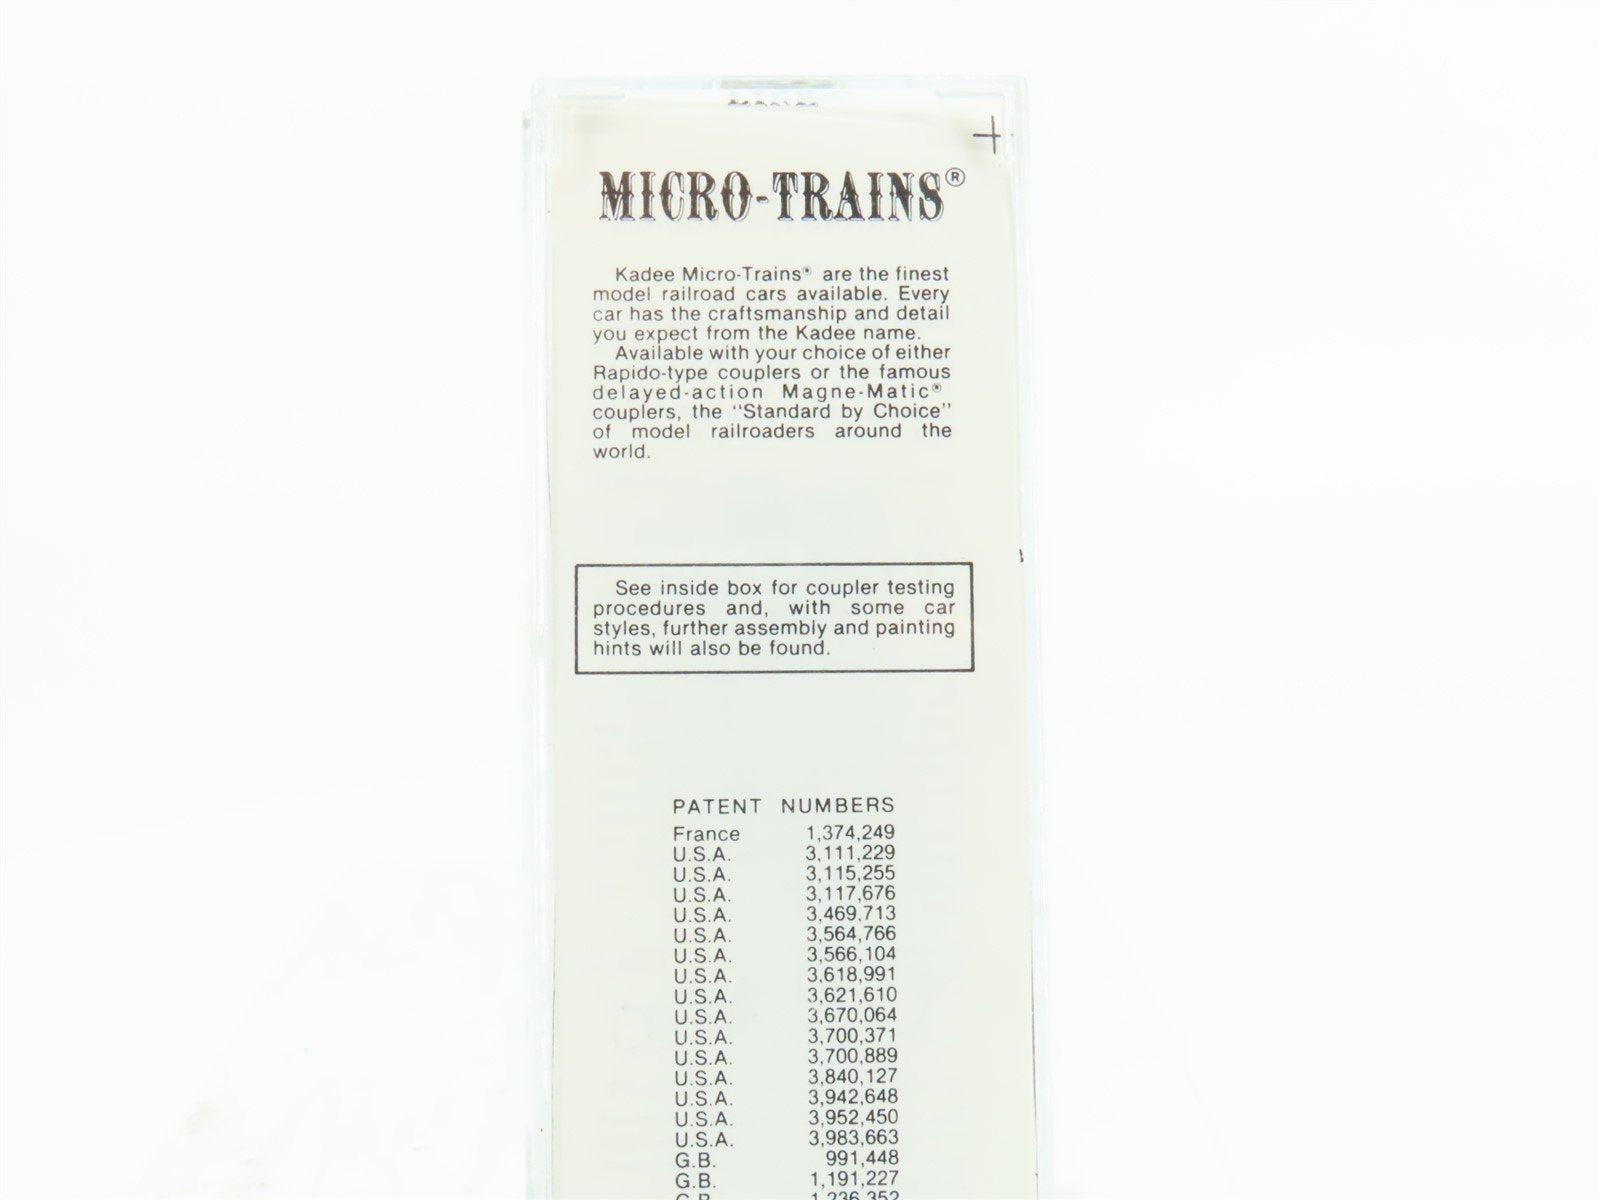 MICRO-TRAINS®
Kadee Micro-Trains® are the finest
model railroad cars available. Every
car has the craftsmanship and detail
you expect from the Kadee name.
Available with your choice of either
Rapido-type couplers or the famous
delayed-action Magne-Matic®
couplers, the "Standard by Choice"
of model railroaders around the
world.
See inside box for coupler testing
procedures and, with some car
styles, further assembly and painting
hints will also be found.
PATENT NUMBERS
France 1,374,249
U.S.A. 3,111,229
U.S.A. 3,115,255
U.S.A. 3,117,676
U.S.A. 3,469,713
U.S.A. 3,564,766
U.S.A. 3,566,104
U.S.A. 3,618,991
U.S.A. 3,621,610
U.S.A. 3,670,064
U.S.A. 3,700,371
U.S.A. 3,700,889
U.S.A. 3,840,127
U.S.A. 3,942,648
U.S.A. 3,952,450
U.S.A. 3,983,663
G.B. 991,448
G.B. 1,191,227
G.B. 1,236,352